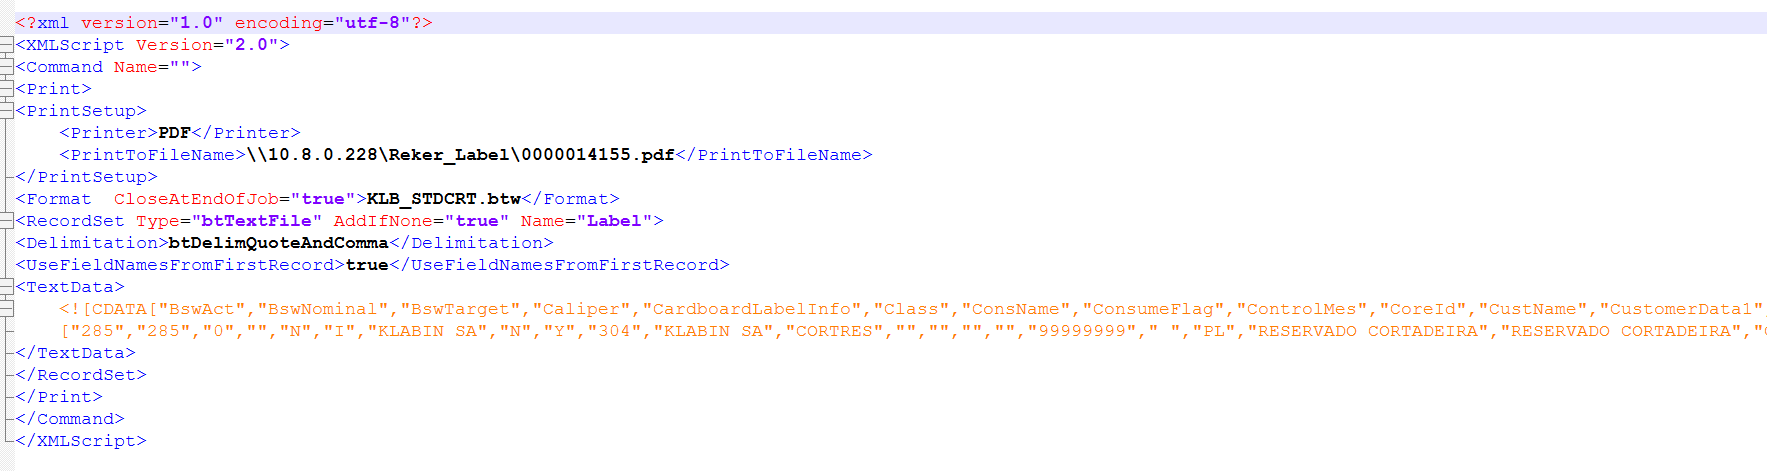 <?xml version="1.0" encoding="utf-8"?>
<XMLScript Version="2.0">
<Command Name="">
<Print>
<PrintSetup>
<Printer>PDF</Printer>
<PrintToFileName>\\10.8.0.228\Reker_Label\0000014155.pdf</PrintToFileName>
</PrintSetup>
<Format  CloseAtEndOfJob="true">KLB_STDCRT.btw</Format>
<RecordSet Type="btTextFile" AddIfNone="true" Name="Label">
<Delimitation>btDelimQuoteAndComma</Delimitation>
<UseFieldNamesFromFirstRecord>true</UseFieldNamesFromFirstRecord>
<TextData>
<![CDATA["BswAct","BswNominal","BswTarget","Caliper","CardboardLabelInfo","Class","ConsName","ConsumeFlag","ControlMes","CoreId","CustName","CustomerData1",
["285","285","0","","N","I","KLABIN SA","N","Y","304","KLABIN SA","CORTRES","","","","","99999999"," ","PL","RESERVADO CORTADEIRA","RESERVADO CORTADEIRA","
</TextData>
</RecordSet>
</Print>
</Command>
</XMLScript>